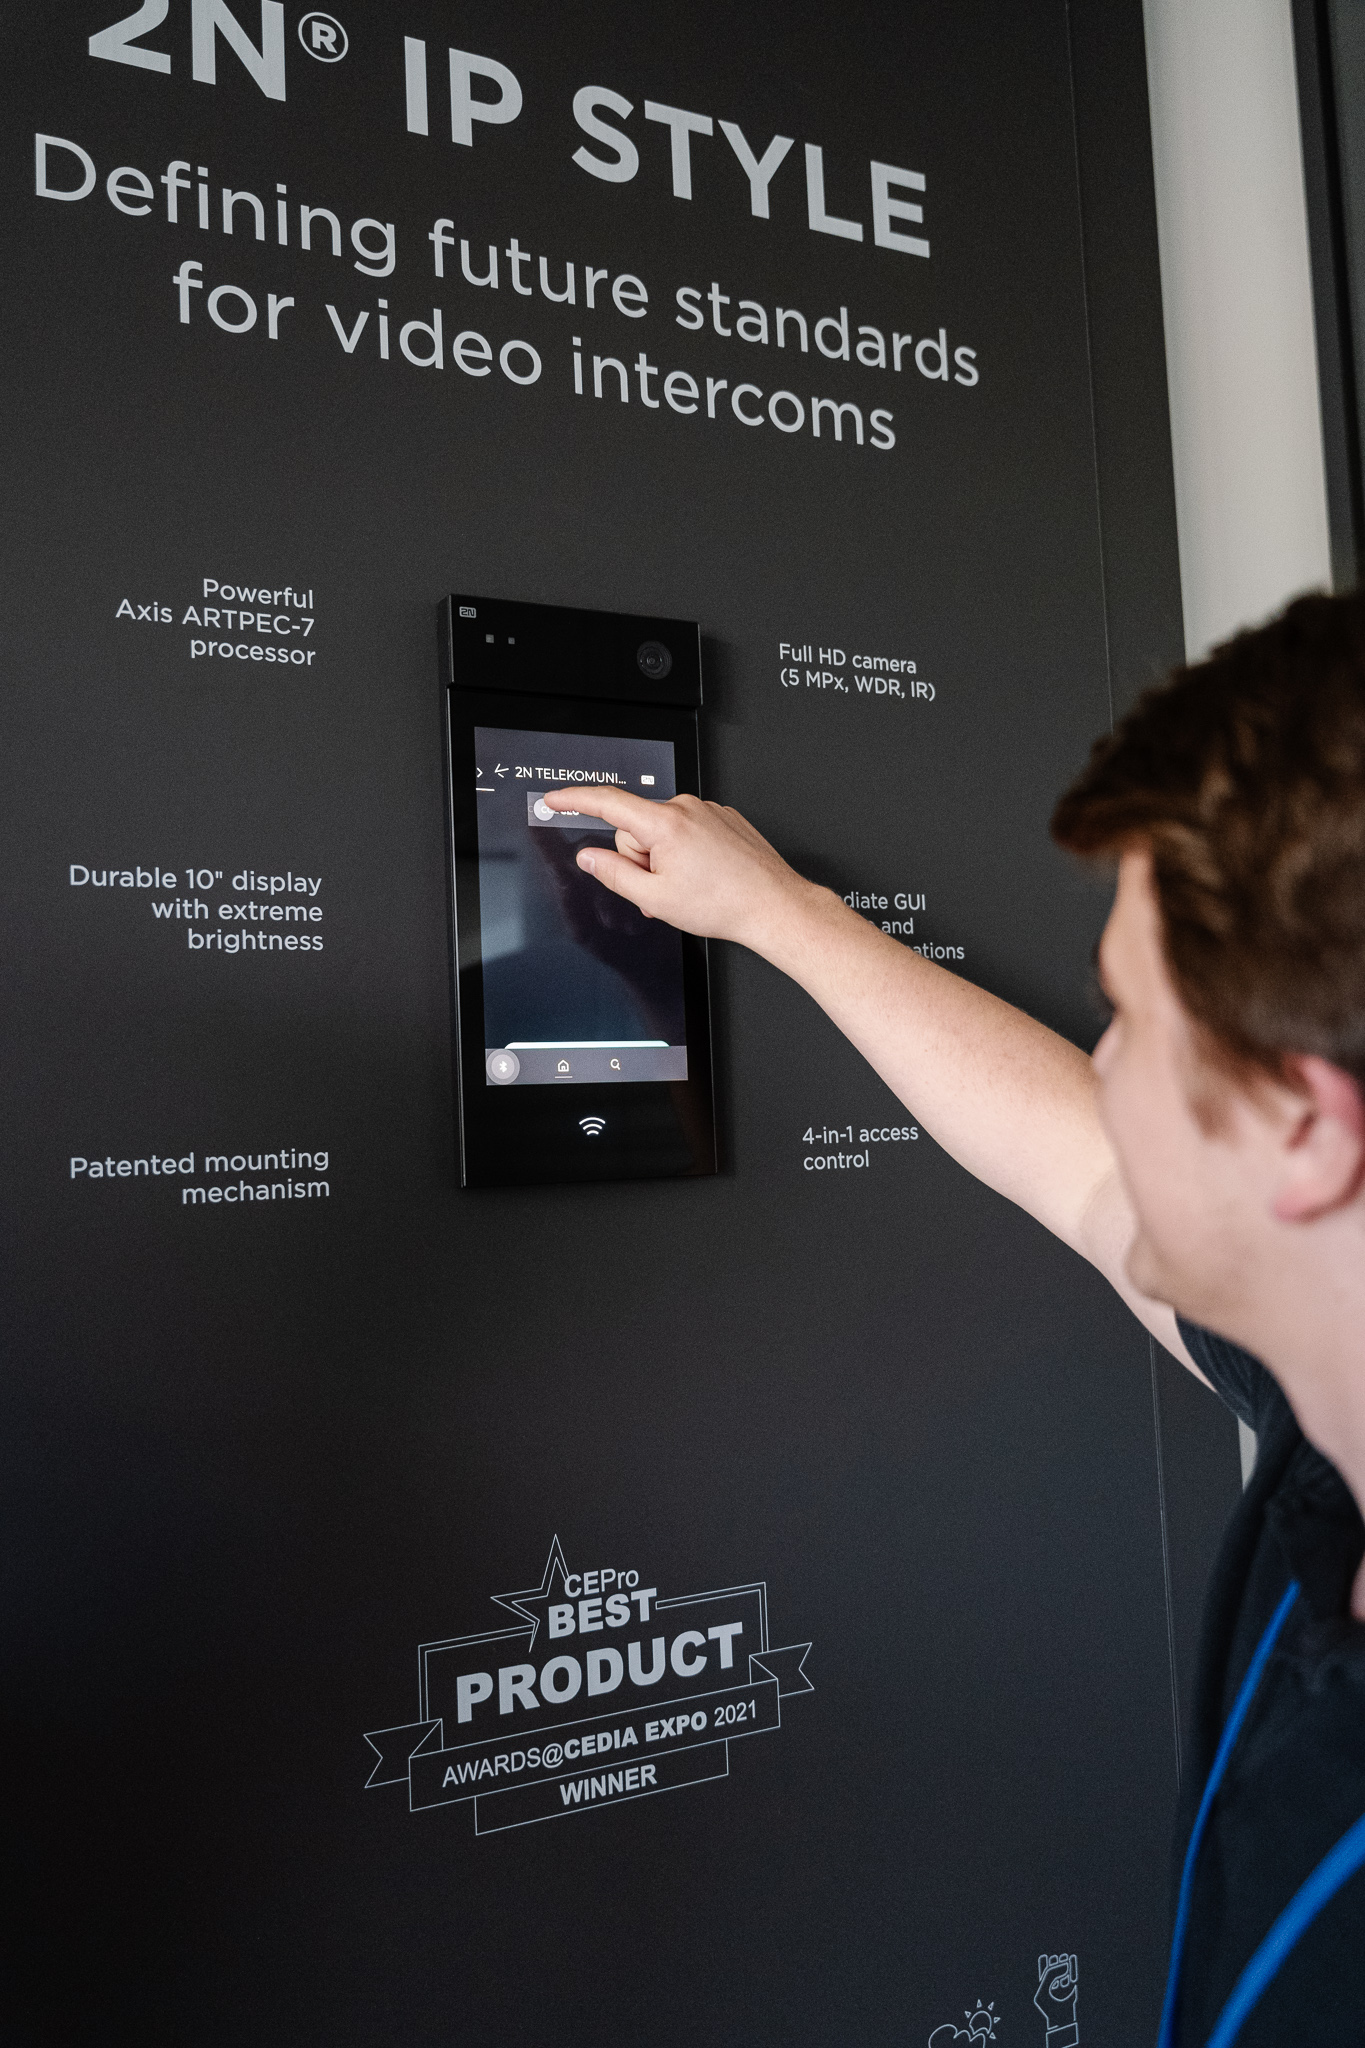 2N® IP STYLE
Defining future standards
for video intercoms
Powerful
Axis ARTPEC-7
processor
Full HD camera
(5 MPx, WDR, IR)
2N
2N TELEKOMUNI...
Durable 10" display
with extreme
brightness
GUI
and
Patented mounting
mechanism
4-in-1 access
control
CEPro
BEST
PRODUCT
AWARDS@CEDIA EXPO 2021
WINNER